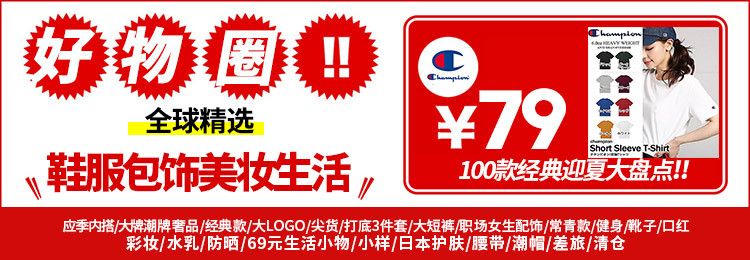 好物圈!!
全球精选
鞋服包饰美妆生活
Champion
¥79
Champion
6.0oz HEAVY WEIGHT
champion
Short Sleeve T-Shirt
100款经典迎夏大盘点!!
应季内搭/大牌潮牌奢品/经典款/大LOGO/尖货/打底3件套/大短裤/职场女生配饰/常青款/健身/靴子/口红
彩妆/水乳/防晒/69元生活小物/小样/日本护肤/腰带/潮帽/差旅/清仓